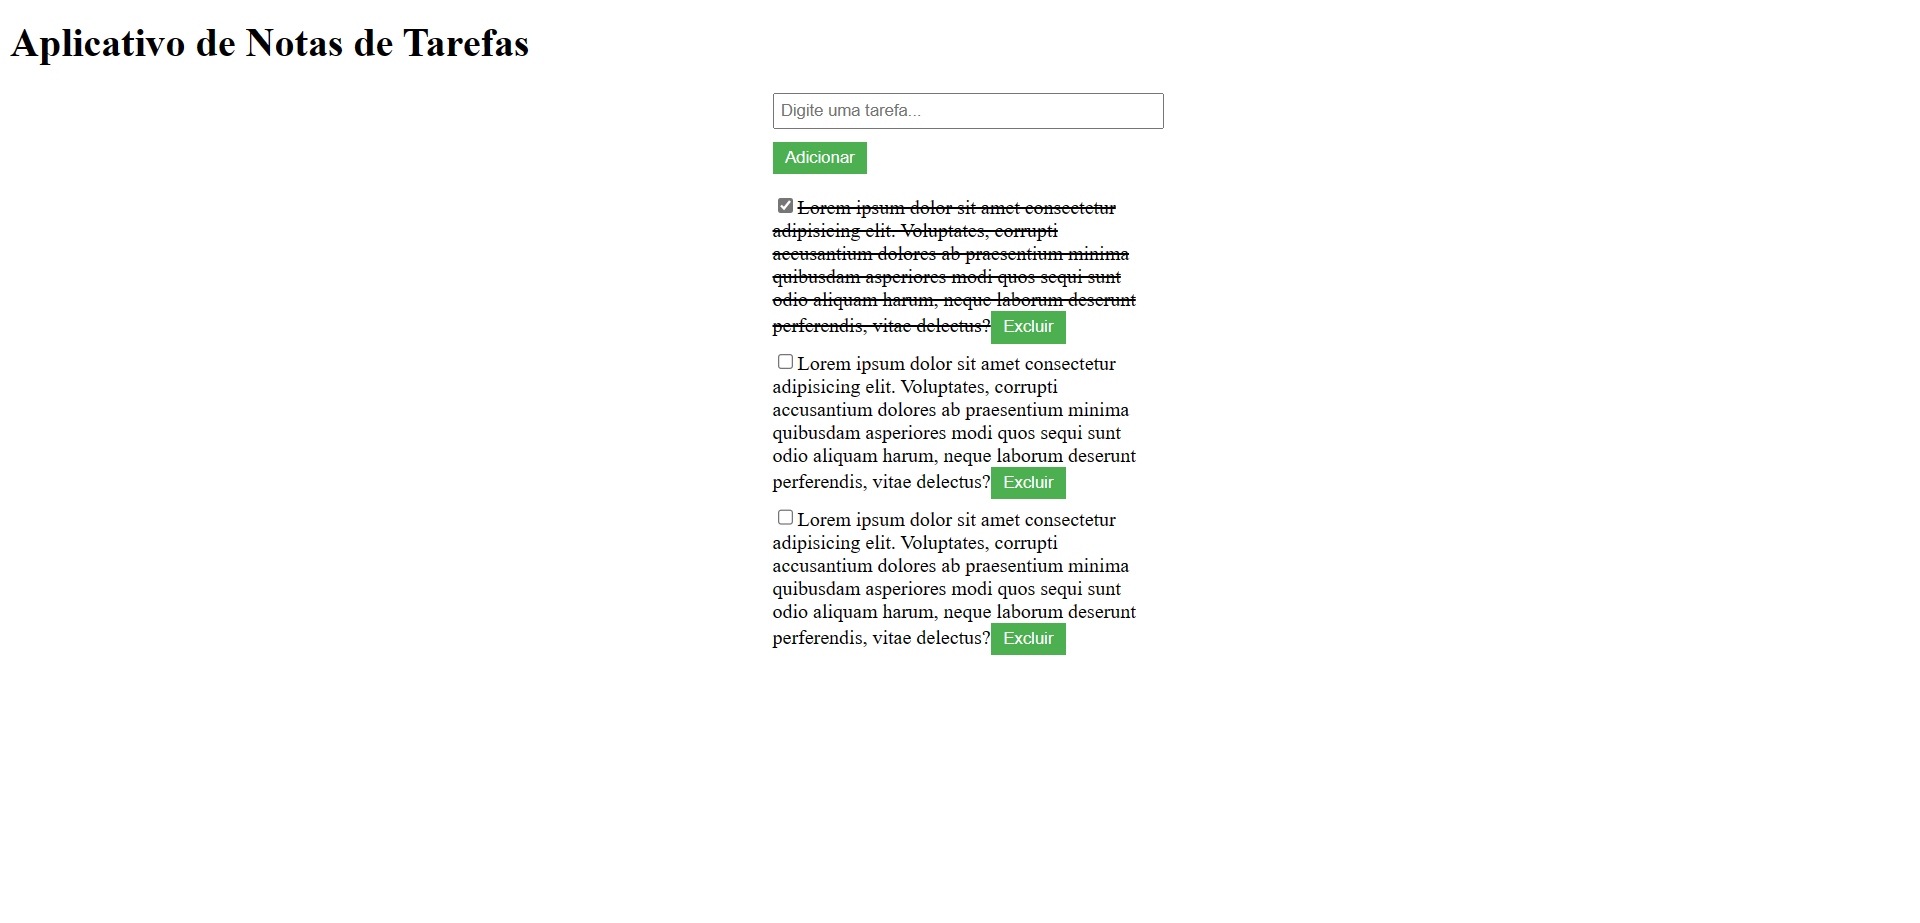 Aplicativo de Notas de Tarefas
Digite uma tarefa...
Adicionar
Lorem ipsum dolor sit amet consectetur
adipisicing elit. Voluptates, corrupti
accusantium dolores ab praesentium minima
quibusdam asperiores modi quos sequi sunt
odio aliquam harum, neque laborum deserunt
perferendis, vitae delectus? Excluir
Lorem ipsum dolor sit amet consectetur
adipisicing elit. Voluptates, corrupti
accusantium dolores ab praesentium minima
quibusdam asperiores modi quos sequi sunt
odio aliquam harum, neque laborum deserunt
perferendis, vitae delectus? Excluir
Lorem ipsum dolor sit amet consectetur
adipisicing elit. Voluptates, corrupti
accusantium dolores ab praesentium minima
quibusdam asperiores modi quos sequi sunt
odio aliquam harum, neque laborum deserunt
perferendis, vitae delectus? Excluir